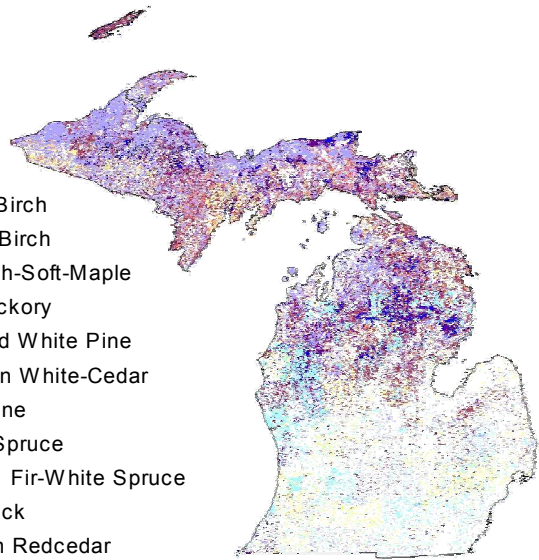 Birch
Birch
h-Soft-Maple
ckory
d White Pine
n White-Cedar
ne
Spruce
Fir-White Spruce
ck
n Redcedar